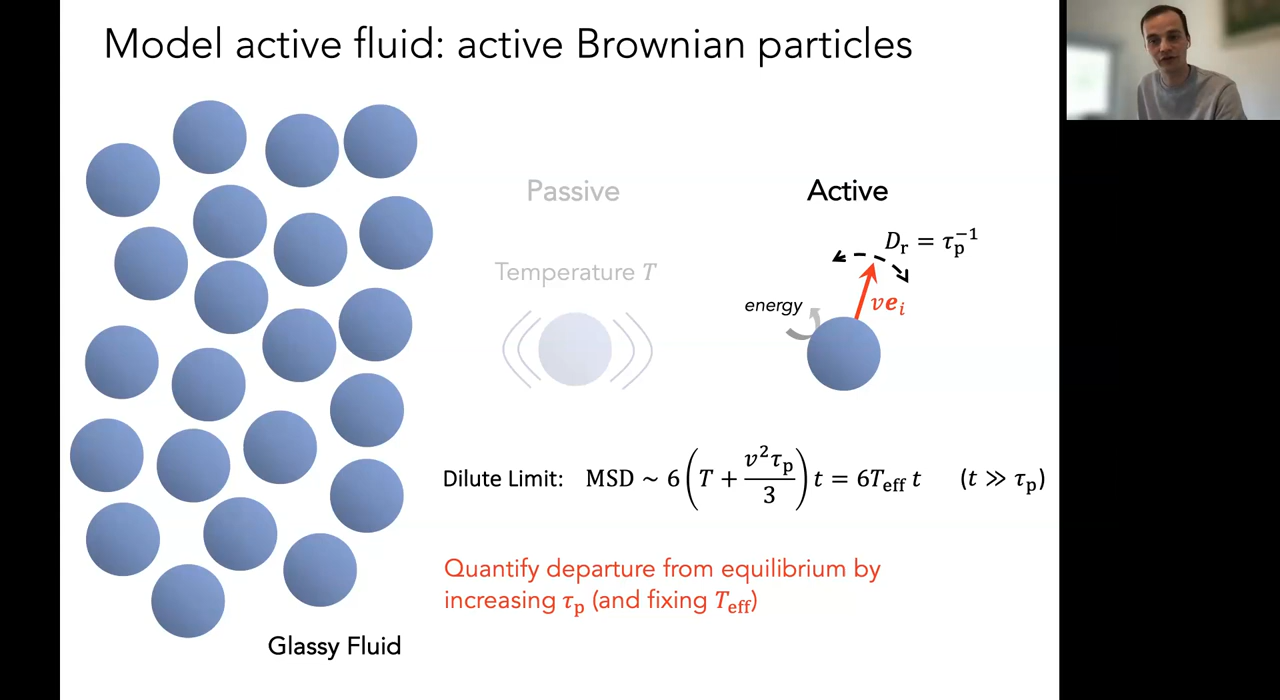 Model active fluid: active Brownian particles
Passive
Active
D_r = τ_p^{-1}
Temperature T
energy
ve_i
Dilute Limit: MSD ~ 6(T + v²τ_p/3) t = 6T_eff t (t ≫ τ_p)
Quantify departure from equilibrium by
increasing τ_p (and fixing T_eff)
Glassy Fluid